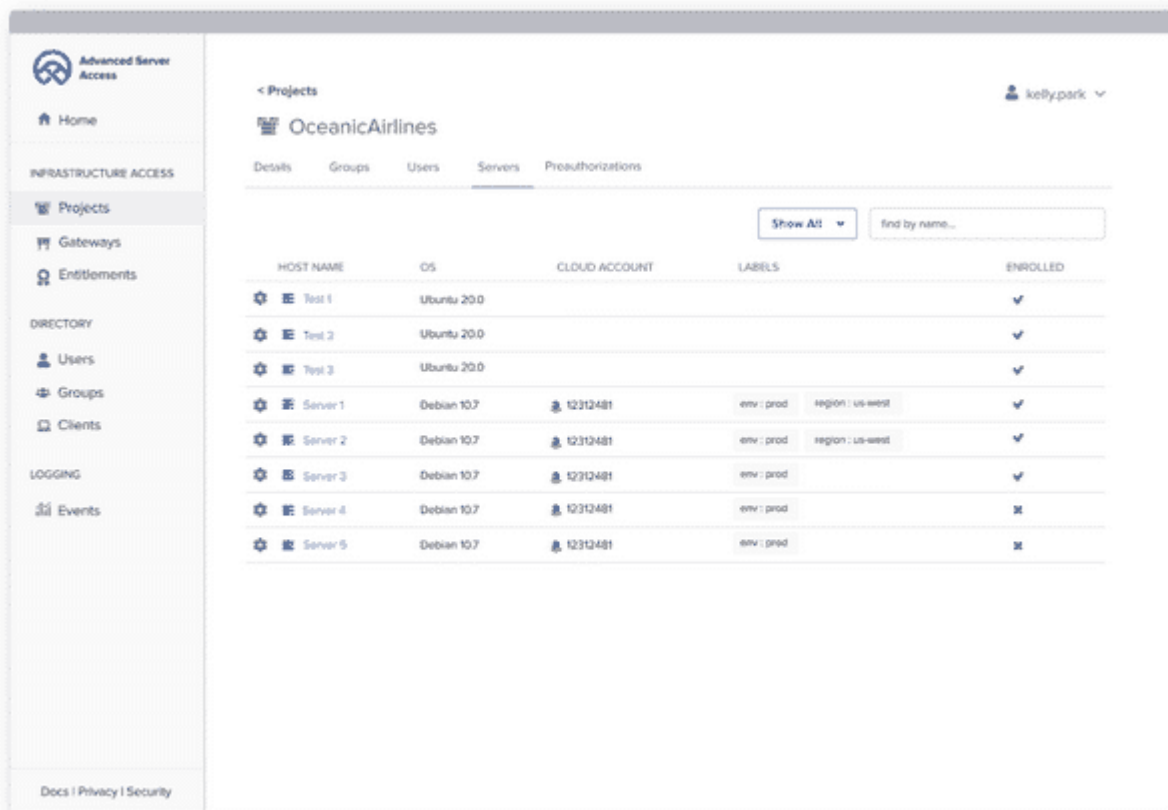 Advanced Server
Access
Home
INFRASTRUCTURE ACCESS
Projects
Gateways
Entitlements
DIRECTORY
Users
Groups
Clients
LOGGING
Events
Docs | Privacy | Security
< Projects
kelly.park
OceanicAirlines
Details Groups Users Servers Preauthorizations
Show All find by name...
HOST NAME OS CLOUD ACCOUNT LABELS ENROLLED
Test 1 Ubuntu 20.0
Test 2 Ubuntu 20.0
Test 3 Ubuntu 20.0
Server 1 Debian 10.7 12312481 env : prod region : us-west
Server 2 Debian 10.7 12312481 env : prod region : us-west
Server 3 Debian 10.7 12312481 env : prod
Server 4 Debian 10.7 12312481 env : prod
Server 5 Debian 10.7 12312481 env : prod